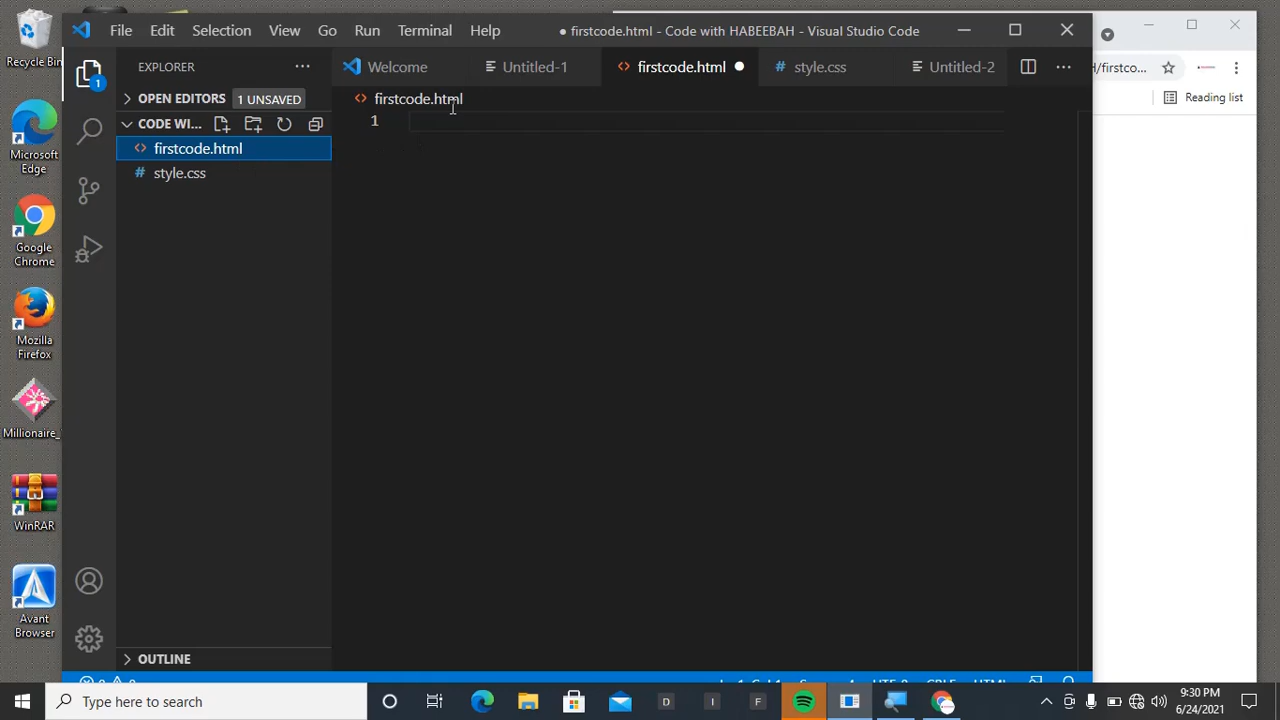 Recycle Bin
Microsoft
Edge
Google
Chrome
Mozilla
Firefox
Millionaire_
WinRAR
Avant
Browser
File Edit Selection View Go Run Terminal Help
● firstcode.html - Code with HABEEBAH - Visual Studio Code
EXPLORER
Welcome
Untitled-1
firstcode.html
style.css
Untitled-2
OPEN EDITORS 1 UNSAVED
firstcode.html
CODE WI...
1
firstcode.html
style.css
1
OUTLINE
H/firstco...
Reading list
Type here to search
D
I
F
9:30 PM
6/24/2021